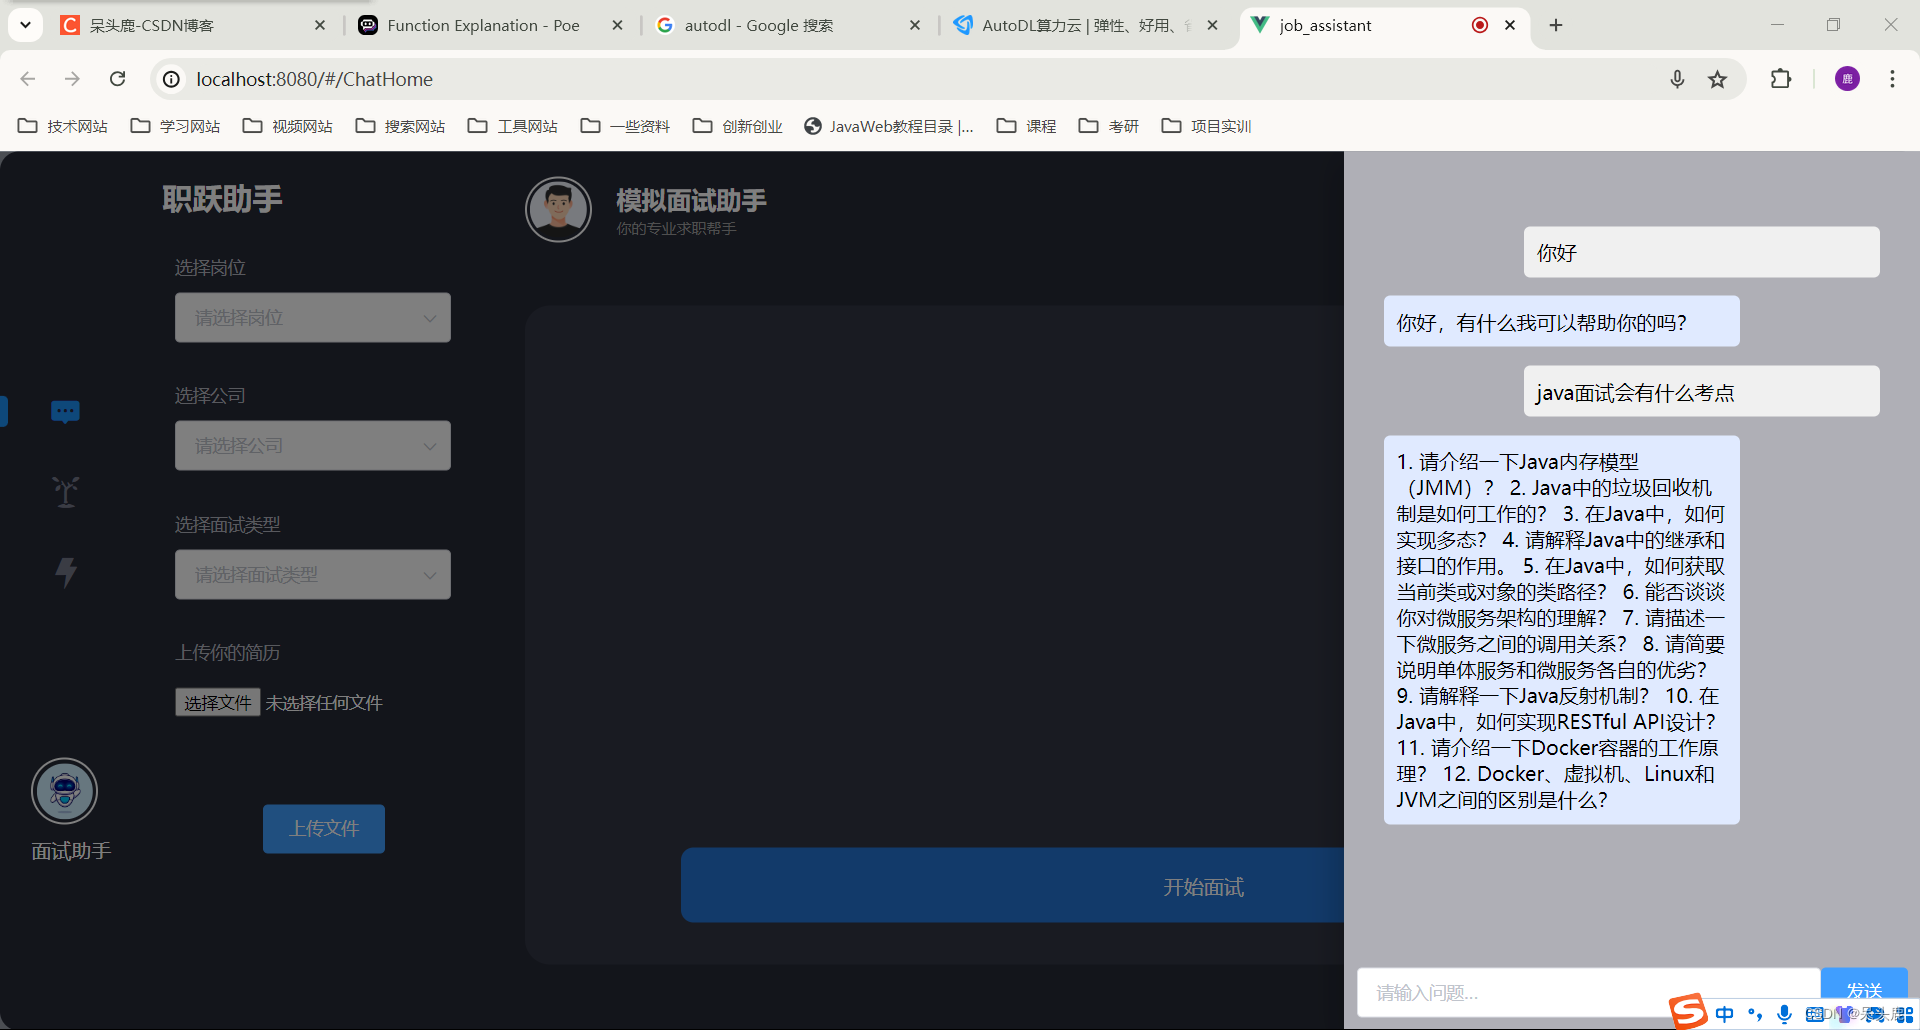 呆头鹿-CSDN博客
Function Explanation - Poe
autodl - Google 搜索
AutoDL算力云 | 弹性、好用、
job_assistant
localhost:8080/#/ChatHome
鹿
技术网站
学习网站
视频网站
搜索网站
工具网站
一些资料
创新创业
JavaWeb教程目录 |...
课程
考研
项目实训
职跃助手
选择岗位
请选择岗位
选择公司
请选择公司
选择面试类型
请选择面试类型
上传你的简历
选择文件 未选择任何文件
上传文件
面试助手
模拟面试助手
你的专业求职帮手
开始面试
你好
你好，有什么我可以帮助你的吗？
java面试会有什么考点
1. 请介绍一下Java内存模型
（JMM）？ 2. Java中的垃圾回收机
制是如何工作的？ 3. 在Java中，如何
实现多态？ 4. 请解释Java中的继承和
接口的作用。 5. 在Java中，如何获取
当前类或对象的类路径？ 6. 能否谈谈
你对微服务架构的理解？ 7. 请描述一
下微服务之间的调用关系？ 8. 请简要
说明单体服务和微服务各自的优劣？
9. 请解释一下Java反射机制？ 10. 在
Java中，如何实现RESTful API设计？
11. 请介绍一下Docker容器的工作原
理？ 12. Docker、虚拟机、Linux和
JVM之间的区别是什么？
请输入问题...
发送
中